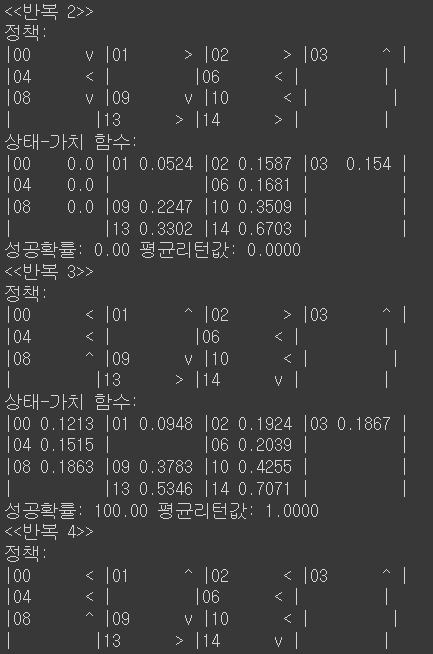 <<반복 2>>
정책:
|00      v |01      > |02      > |03      ^ |
|04      < |          |06      < |          |
|08      v |09      v |10      < |          |
|          |13      > |14      > |          |
상태-가치 함수:
|00    0.0 |01 0.0524 |02 0.1587 |03  0.154 |
|04    0.0 |          |06 0.1681 |          |
|08    0.0 |09 0.2247 |10 0.3509 |          |
|          |13 0.3302 |14 0.6703 |          |
성공확률: 0.00 평균리턴값: 0.0000
<<반복 3>>
정책:
|00      < |01      ^ |02      > |03      ^ |
|04      < |          |06      < |          |
|08      ^ |09      v |10      < |          |
|          |13      > |14      v |          |
상태-가치 함수:
|00 0.1213 |01 0.0948 |02 0.1924 |03 0.1867 |
|04 0.1515 |          |06 0.2039 |          |
|08 0.1863 |09 0.3783 |10 0.4255 |          |
|          |13 0.5346 |14 0.7071 |          |
성공확률: 100.00 평균리턴값: 1.0000
<<반복 4>>
정책:
|00      < |01      ^ |02      < |03      ^ |
|04      < |          |06      < |          |
|08      ^ |09      v |10      < |          |
|          |13      > |14      v |          |